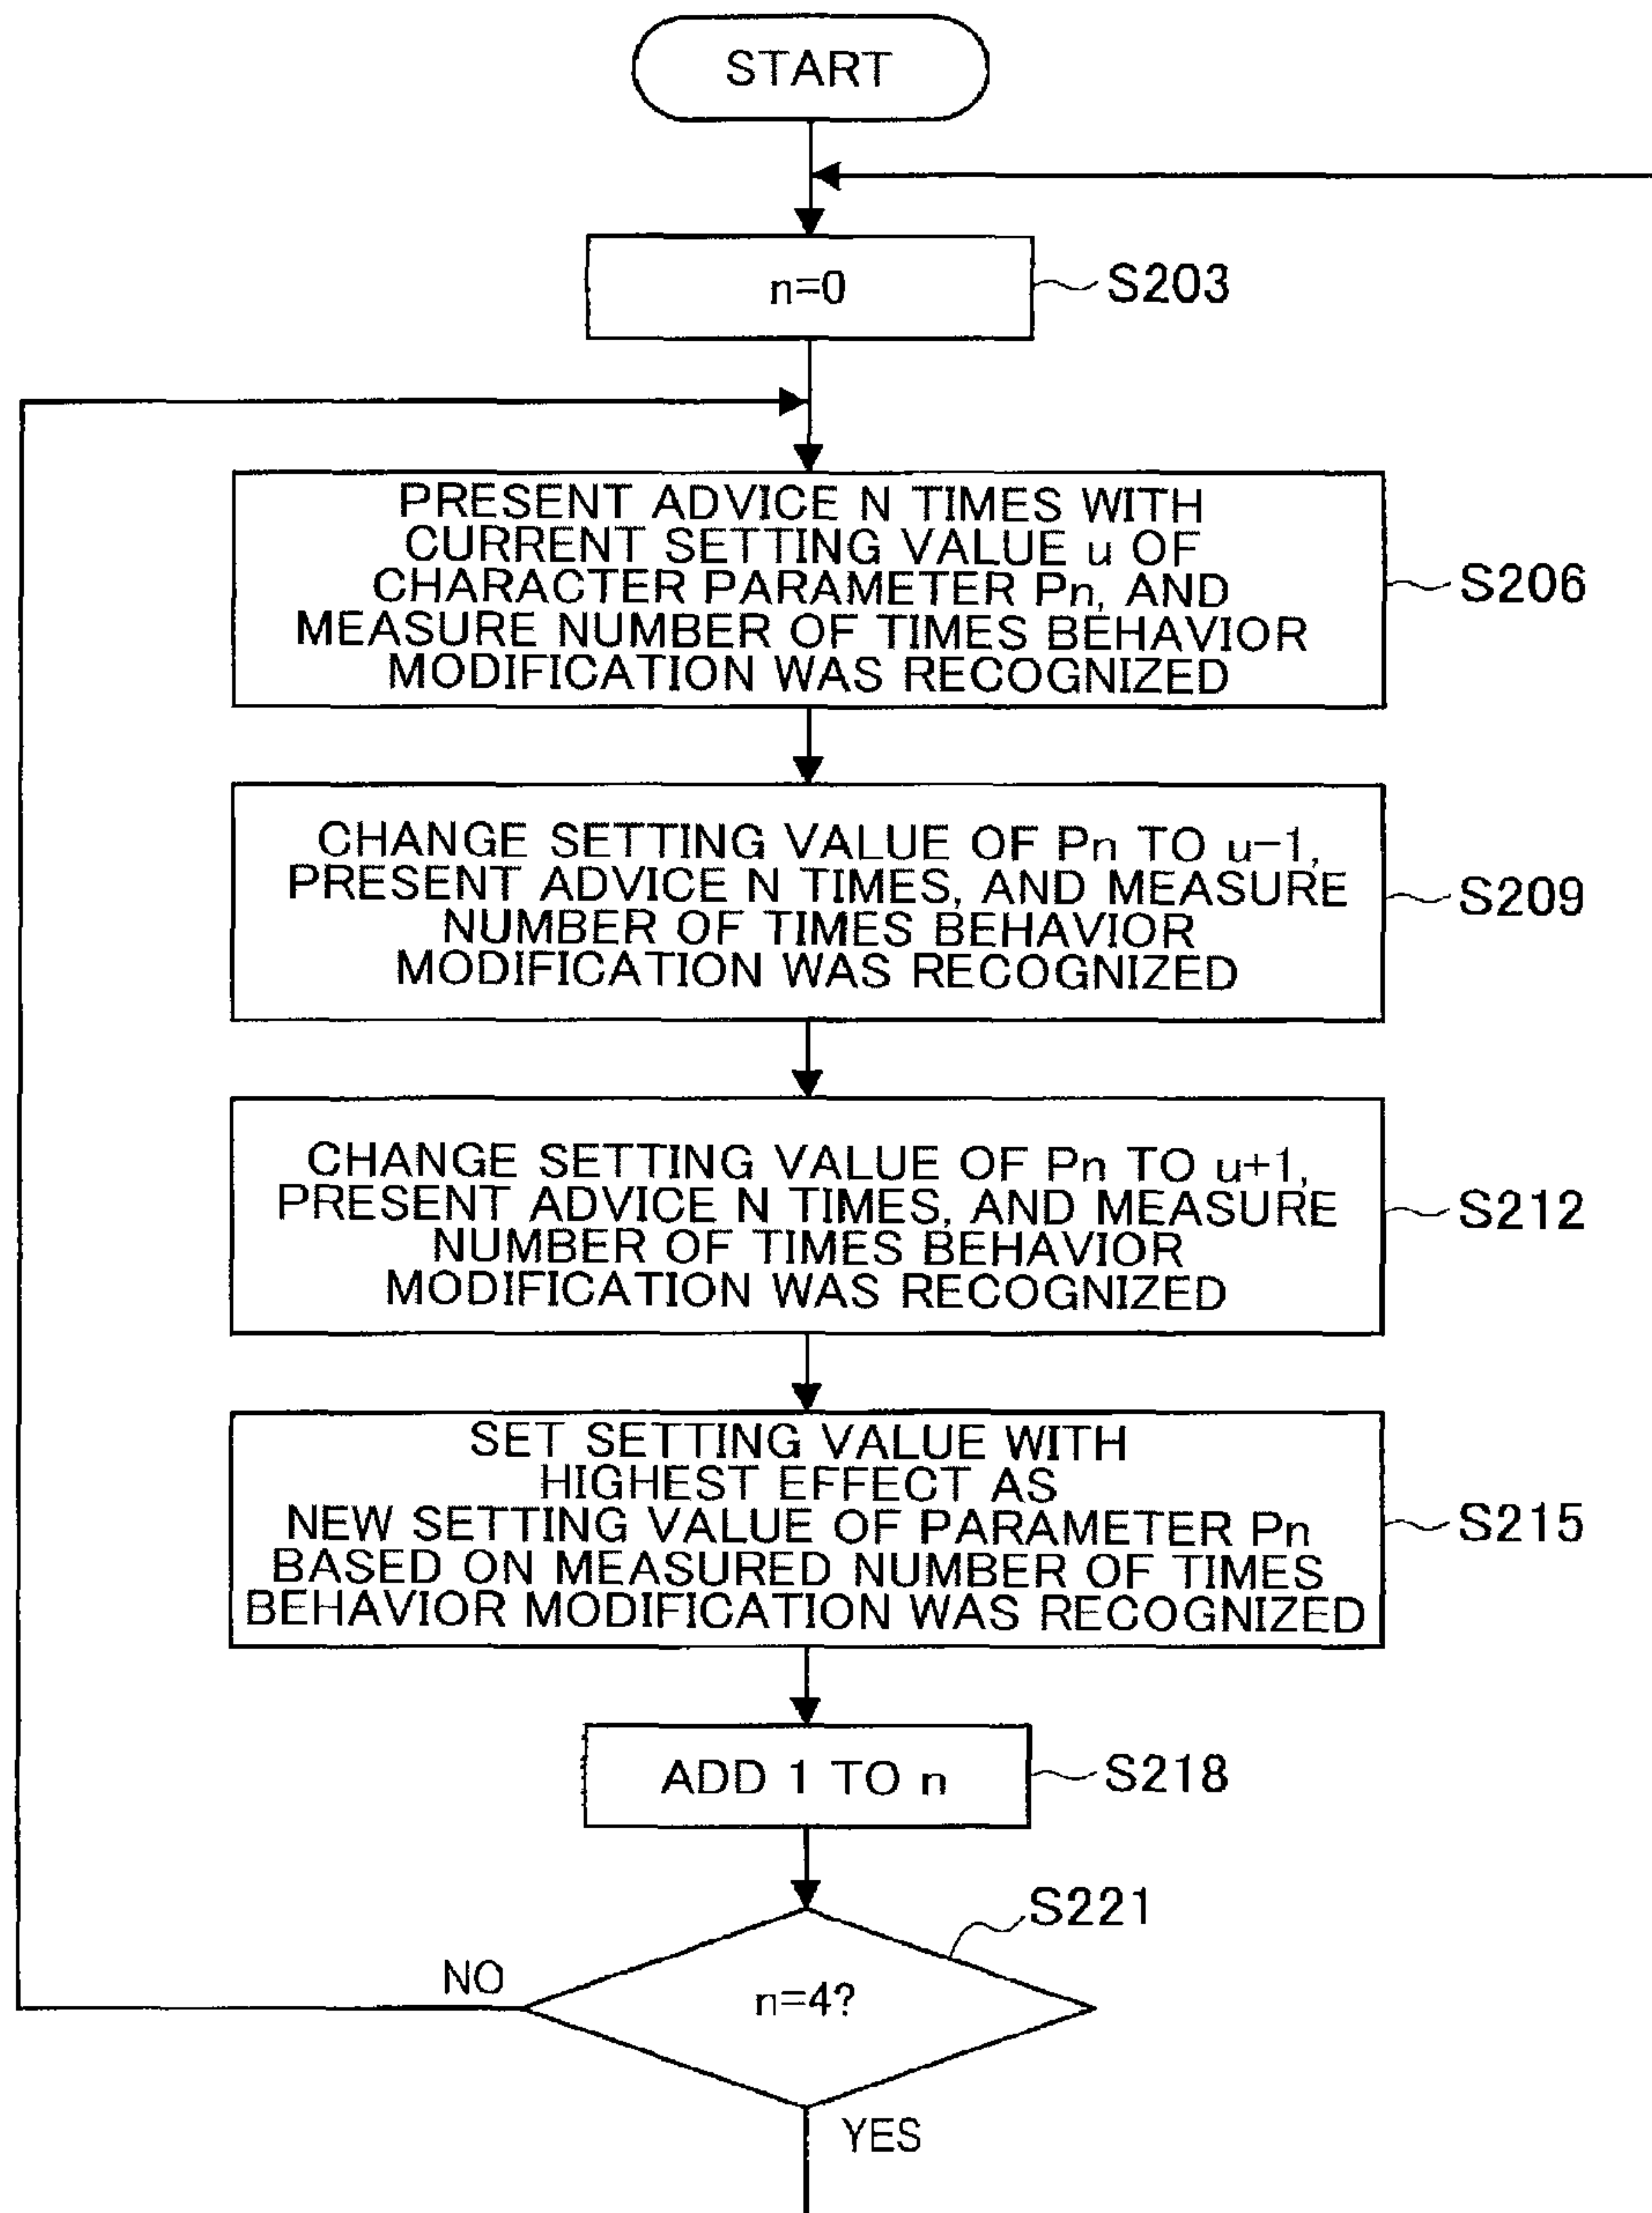 START
n=0
S203
PRESENT ADVICE N TIMES WITH
CURRENT SETTING VALUE u OF
CHARACTER PARAMETER Pn, AND
MEASURE NUMBER OF TIMES BEHAVIOR
MODIFICATION WAS RECOGNIZED
S206
CHANGE SETTING VALUE OF Pn TO u−1,
PRESENT ADVICE N TIMES, AND MEASURE
NUMBER OF TIMES BEHAVIOR
MODIFICATION WAS RECOGNIZED
S209
CHANGE SETTING VALUE OF Pn TO u+1,
PRESENT ADVICE N TIMES, AND MEASURE
NUMBER OF TIMES BEHAVIOR
MODIFICATION WAS RECOGNIZED
S212
SET SETTING VALUE WITH
HIGHEST EFFECT AS
NEW SETTING VALUE OF PARAMETER Pn
BASED ON MEASURED NUMBER OF TIMES
BEHAVIOR MODIFICATION WAS RECOGNIZED
S215
ADD 1 TO n
S218
S221
NO
n=4?
YES